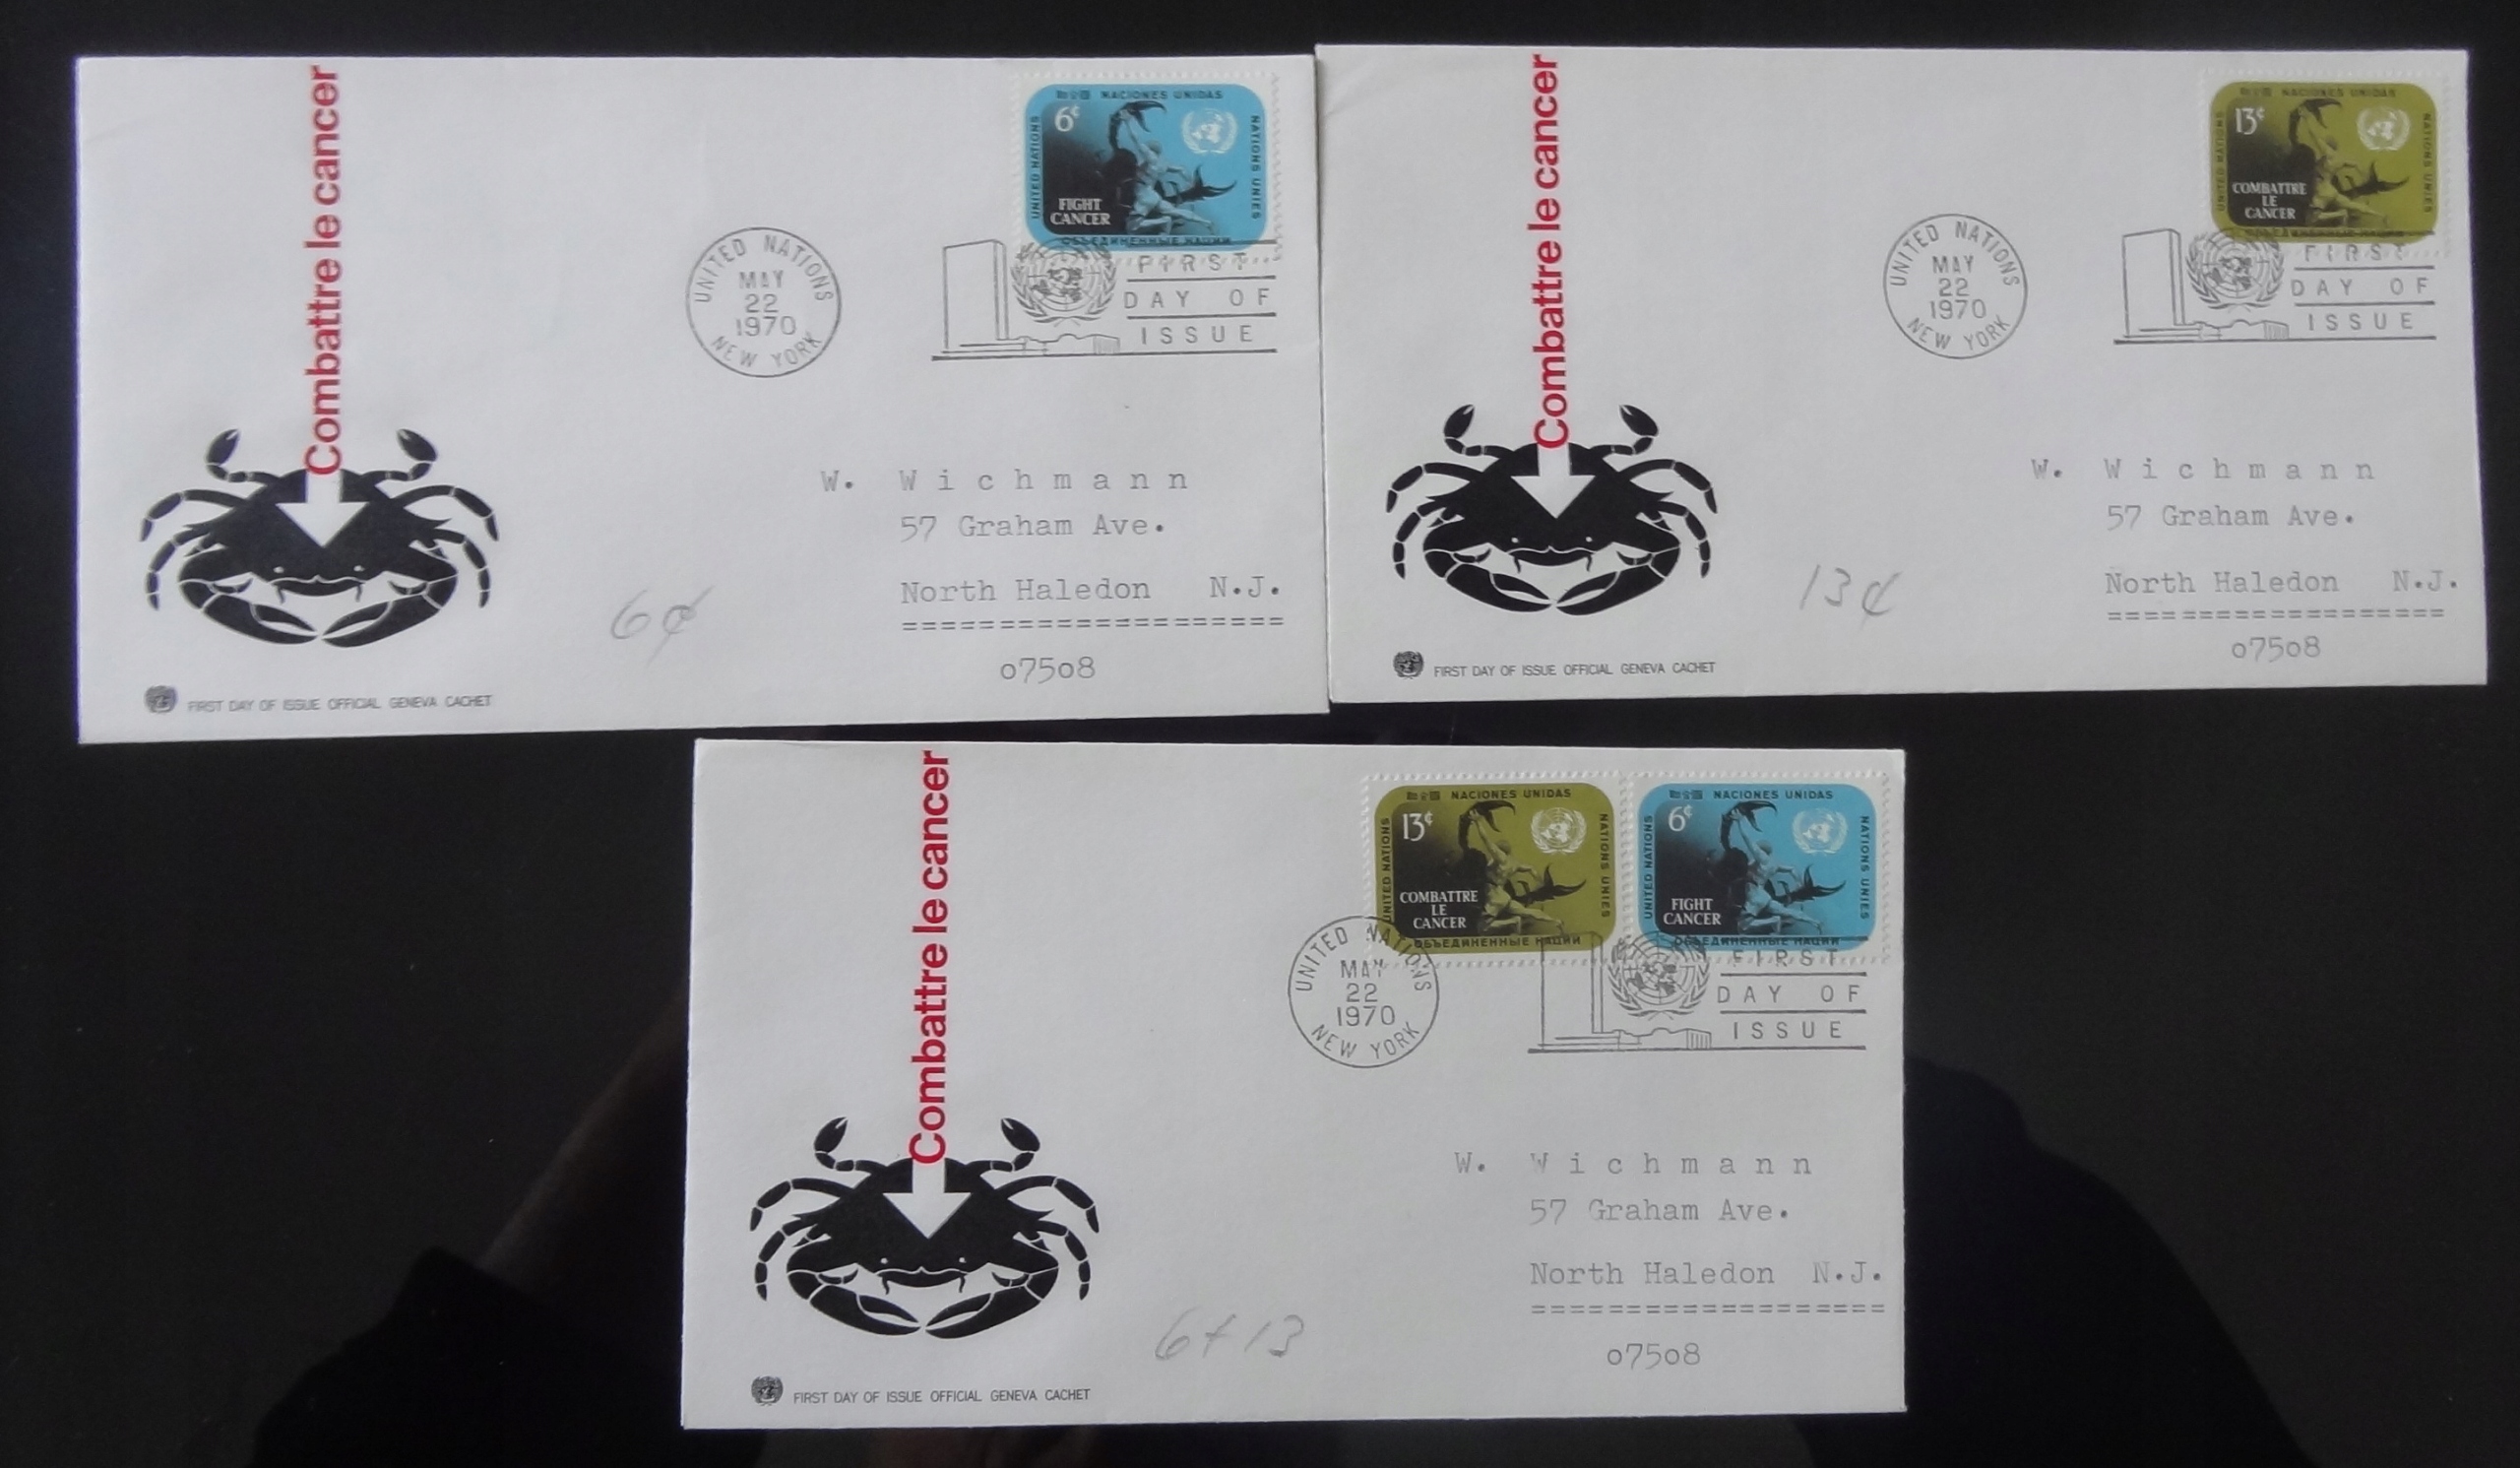 Combattre le cancer
NACIONES UNIDAS
6¢
UNITED NATIONS
NATIONS UNIES
FIGHT
CANCER
ОБЪЕДИНЕННЫЕ НАЦИИ
UNITED NATIONS
MAY
22
1970
NEW YORK
FIRST
DAY OF
ISSUE
W. Wichmann
57 Graham Ave.
North Haledon N.J.
====================
07508
6¢
FIRST DAY OF ISSUE OFFICIAL GENEVA CACHET
Combattre le cancer
NACIONES UNIDAS
13¢
UNITED NATIONS
NATIONS UNIES
COMBATTRE
LE
CANCER
UNITED NATIONS
MAY
22
1970
NEW YORK
FIRST
DAY OF
ISSUE
W. Wichmann
57 Graham Ave.
North Haledon N.J.
===================
07508
13¢
FIRST DAY OF ISSUE OFFICIAL GENEVA CACHET
Combattre le cancer
NACIONES UNIDAS
13¢
UNITED NATIONS
NATIONS UNIES
COMBATTRE
LE
CANCER
ОБЪЕДИНЕННЫЕ НАЦИИ
NACIONES UNIDAS
6¢
UNITED NATIONS
NATIONS UNIES
FIGHT
CANCER
ОБЪЕДИНЕННЫЕ НАЦИИ
UNITED NATIONS
MAY
22
1970
NEW YORK
FIRST
DAY OF
ISSUE
W. Wichmann
57 Graham Ave.
North Haledon N.J.
===================
07508
6+13
FIRST DAY OF ISSUE OFFICIAL GENEVA CACHET